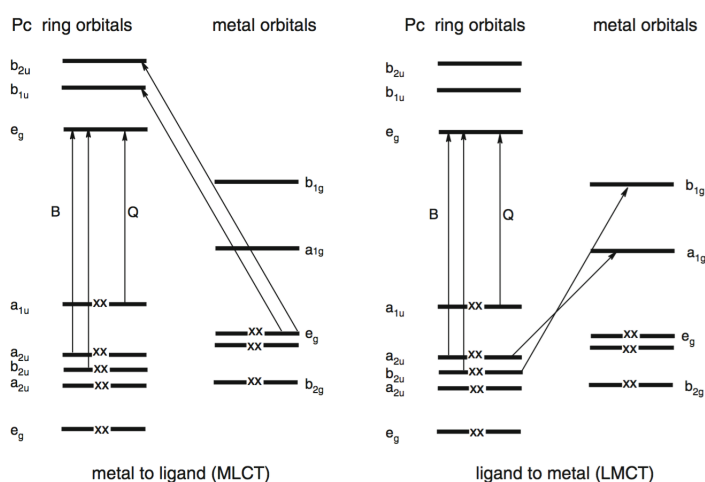 Pc ring orbitals metal orbitals
b2u
b1u
eg
b1g
B Q
a1g
a1u xx
xx eg
xx
a2u xx
b2u xx
a2u xx
xx b2g
eg xx
metal to ligand (MLCT)
Pc ring orbitals metal orbitals
b2u
b1u
eg
b1g
B Q
a1g
a1u xx
xx eg
xx
a2u xx
b2u xx
a2u xx
xx b2g
eg xx
ligand to metal (LMCT)